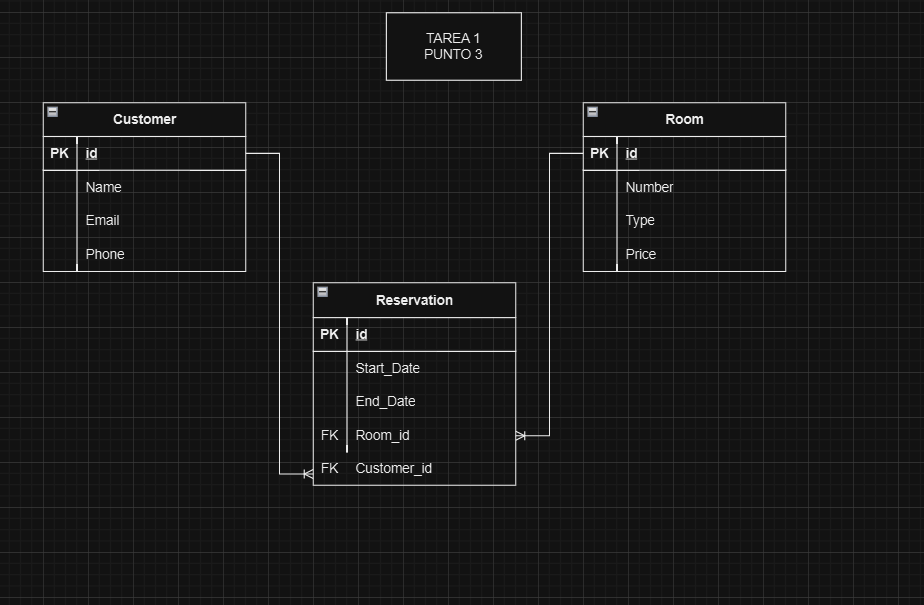 TAREA 1
PUNTO 3
Customer
PK id
Name
Email
Phone
Room
PK id
Number
Type
Price
Reservation
PK id
Start_Date
End_Date
FK Room_id
FK Customer_id